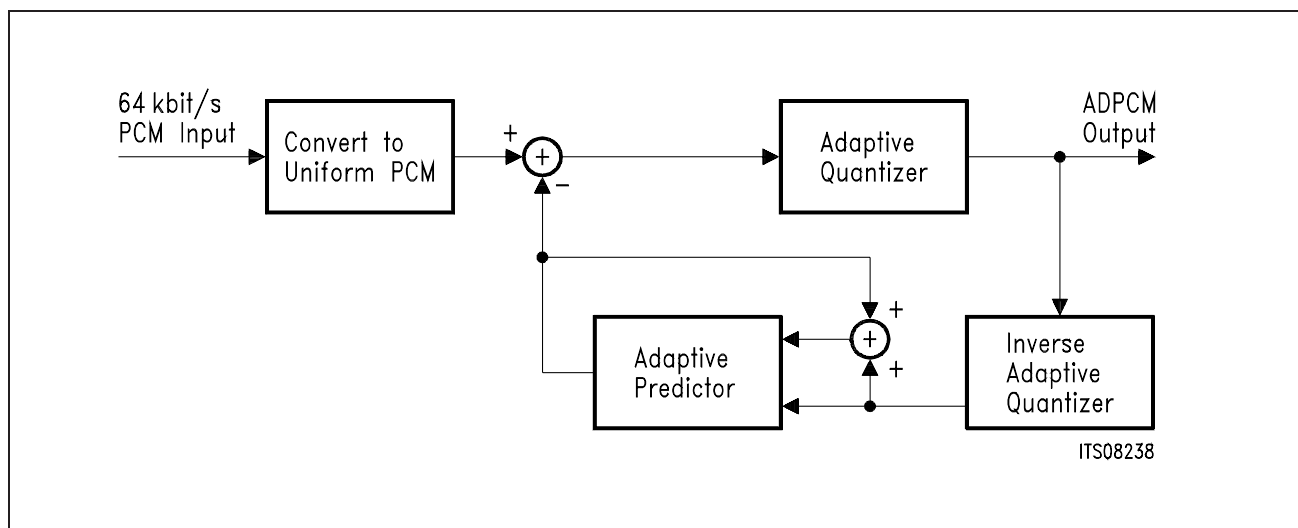 64 kbit/s
PCM Input
Convert to
Uniform PCM
+
+
−
Adaptive
Quantizer
ADPCM
Output
Adaptive
Predictor
+
+
+
Inverse
Adaptive
Quantizer
ITS08238